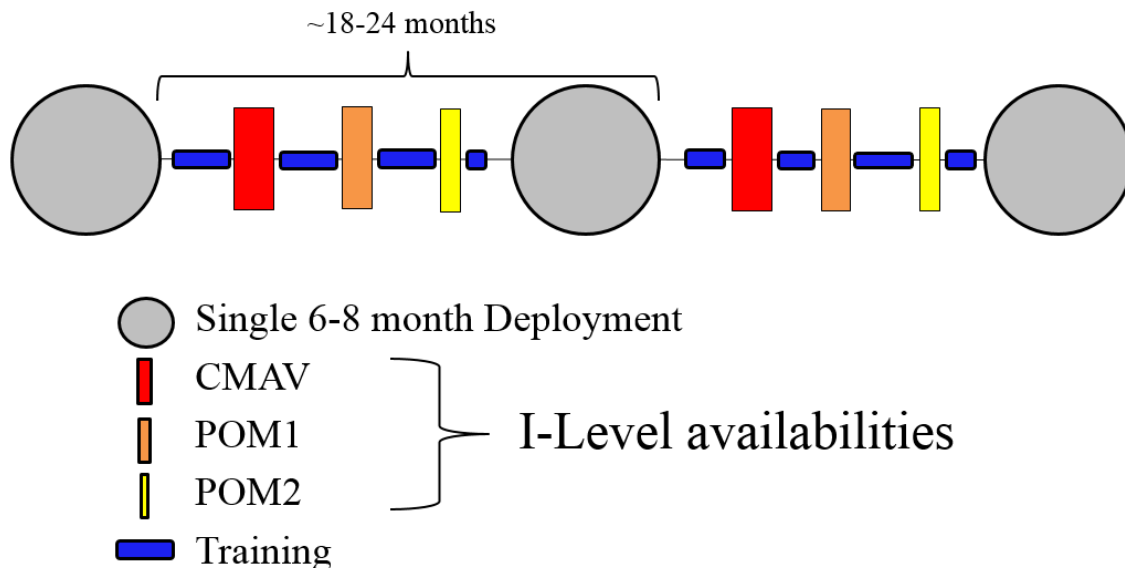 ~18-24 months
Single 6-8 month Deployment
CMAV
POM1
I-Level availabilities
POM2
Training